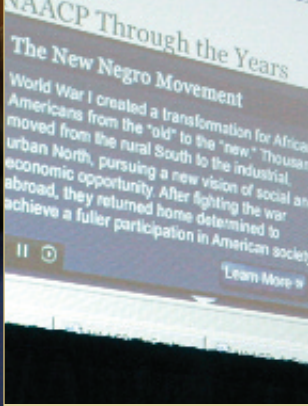 NAACP Through the Years
The New Negro Movement
World War I created a transformation for Africa
Americans from the "old" to the "new." Thousan
moved from the rural South to the industrial,
urban North, pursuing a new vision of social an
economic opportunity. After fighting the war
abroad, they returned home determined to
achieve a fuller participation in American society
Learn More »